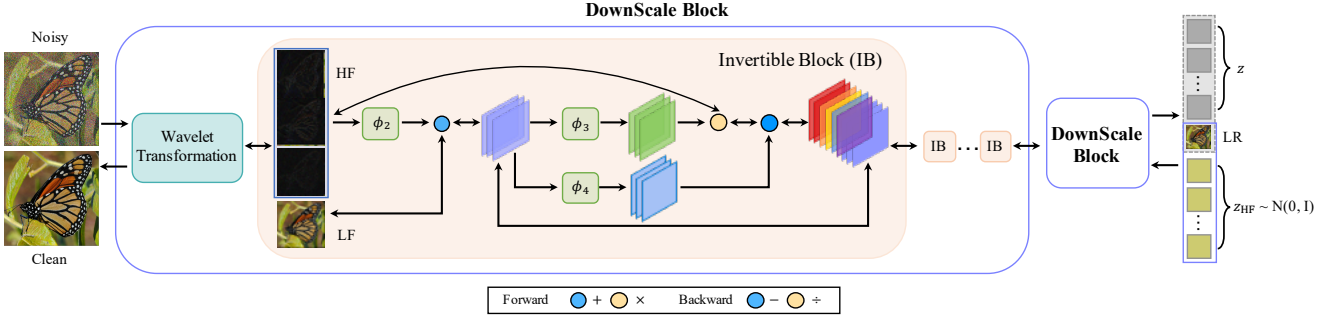 DownScale Block
Noisy
Clean
Wavelet
Transformation
HF
LF
Invertible Block (IB)
ϕ2
ϕ3
ϕ4
IB
...
IB
DownScale
Block
z
LR
zHF ~ N(0, I)
Forward + × Backward − ÷